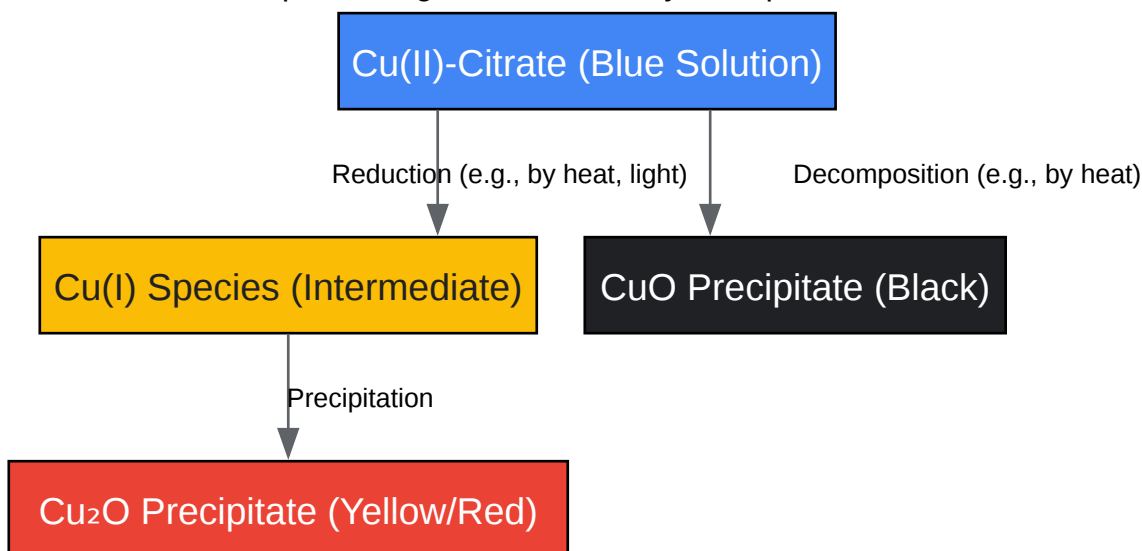 Cu(II)-Citrate (Blue Solution)
Reduction (e.g., by heat, light)
Decomposition (e.g., by heat)
Cu(I) Species (Intermediate)
CuO Precipitate (Black)
Precipitation
Cu₂O Precipitate (Yellow/Red)